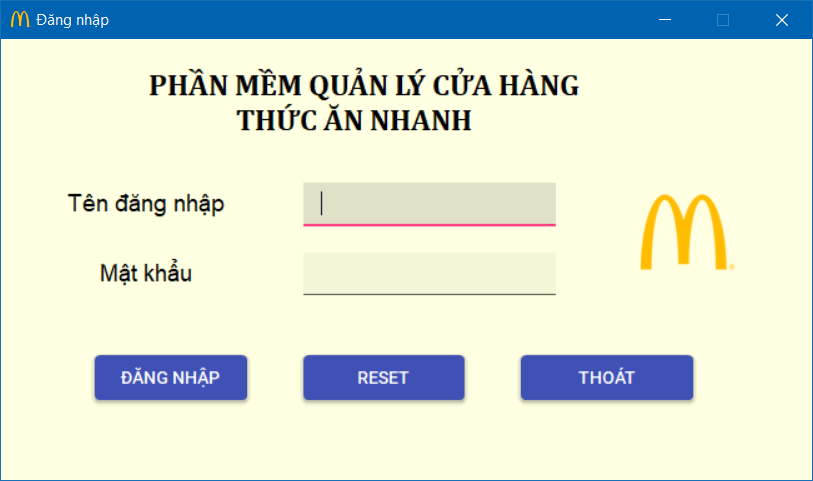 Đăng nhập
PHẦN MỀM QUẢN LÝ CỬA HÀNG
THỨC ĂN NHANH
Tên đăng nhập
Mật khẩu
ĐĂNG NHẬP
RESET
THOÁT